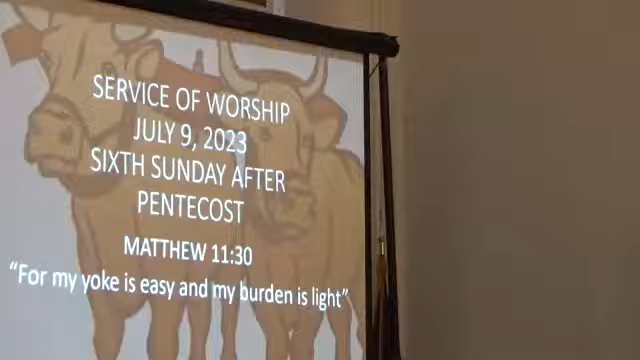 SERVICE OF WORSHIP
JULY 9, 2023
SIXTH SUNDAY AFTER
PENTECOST
MATTHEW 11:30
“For my yoke is easy and my burden is light”